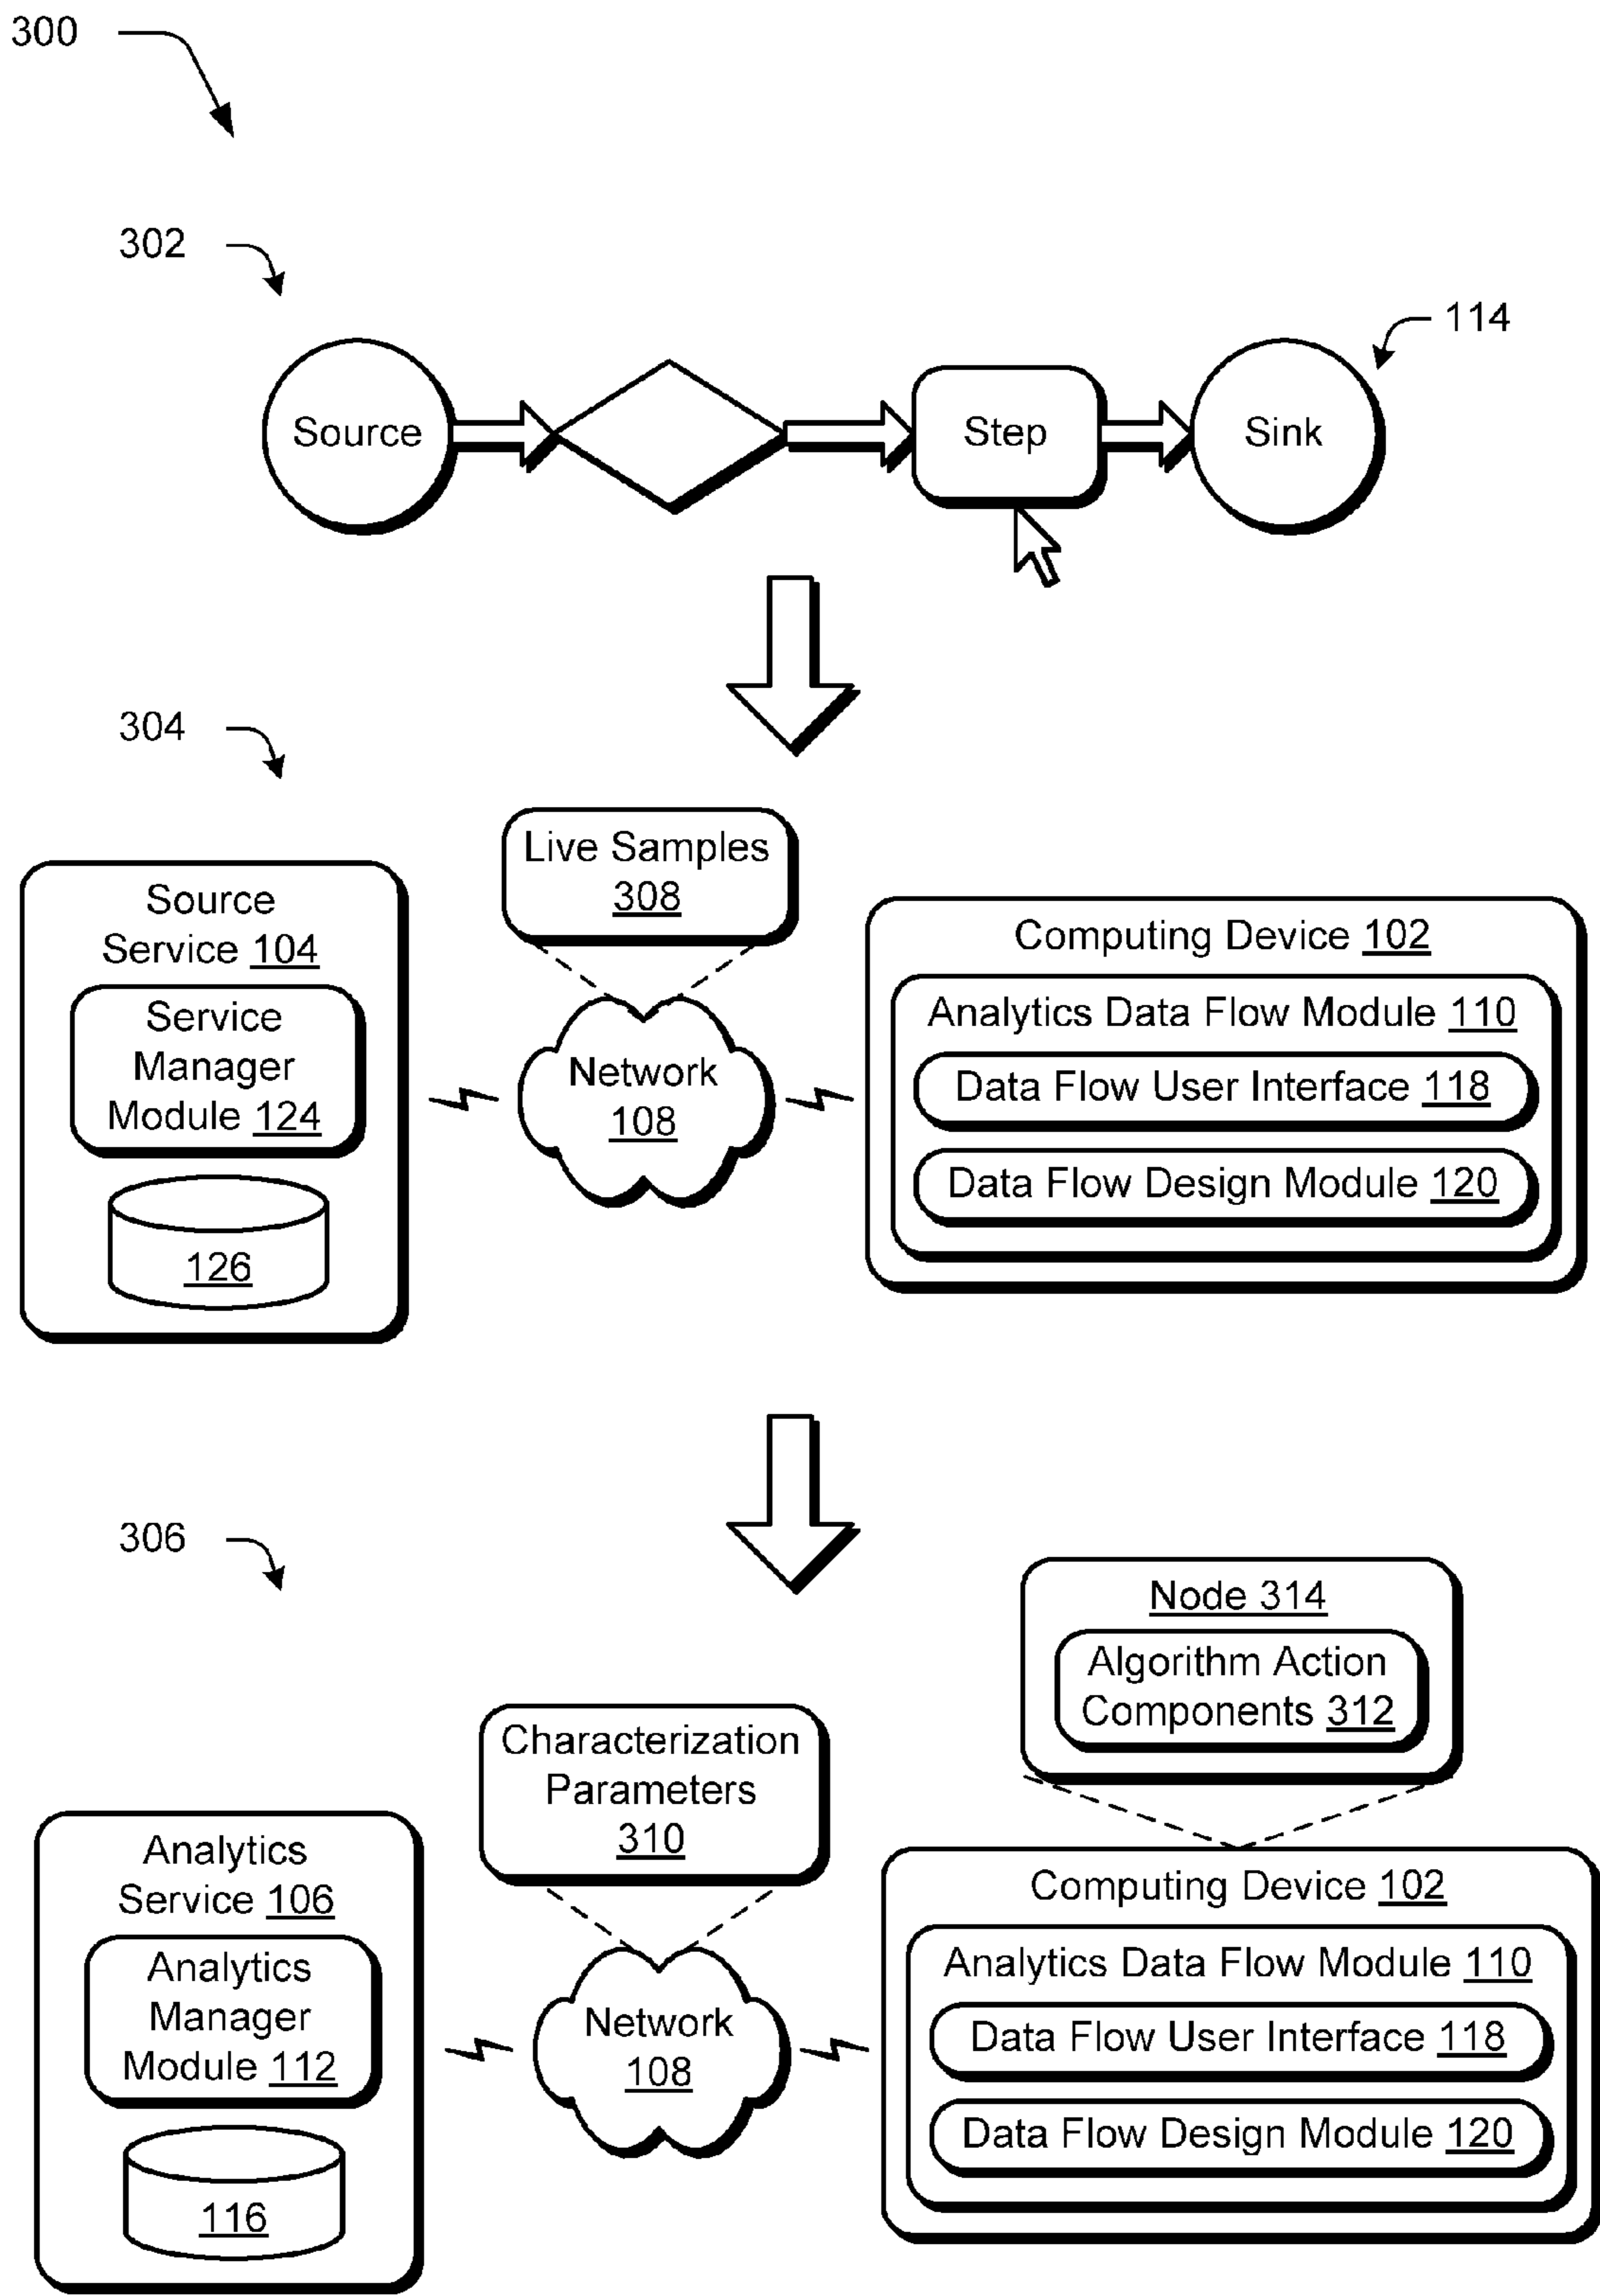 300
302
114
Source
Step
Sink
304
Live Samples
308
Source
Service 104
Service
Manager
Module 124
126
Network
108
Computing Device 102
Analytics Data Flow Module 110
Data Flow User Interface 118
Data Flow Design Module 120
306
Node 314
Algorithm Action
Components 312
Characterization
Parameters
310
Analytics
Service 106
Analytics
Manager
Module 112
116
Network
108
Computing Device 102
Analytics Data Flow Module 110
Data Flow User Interface 118
Data Flow Design Module 120